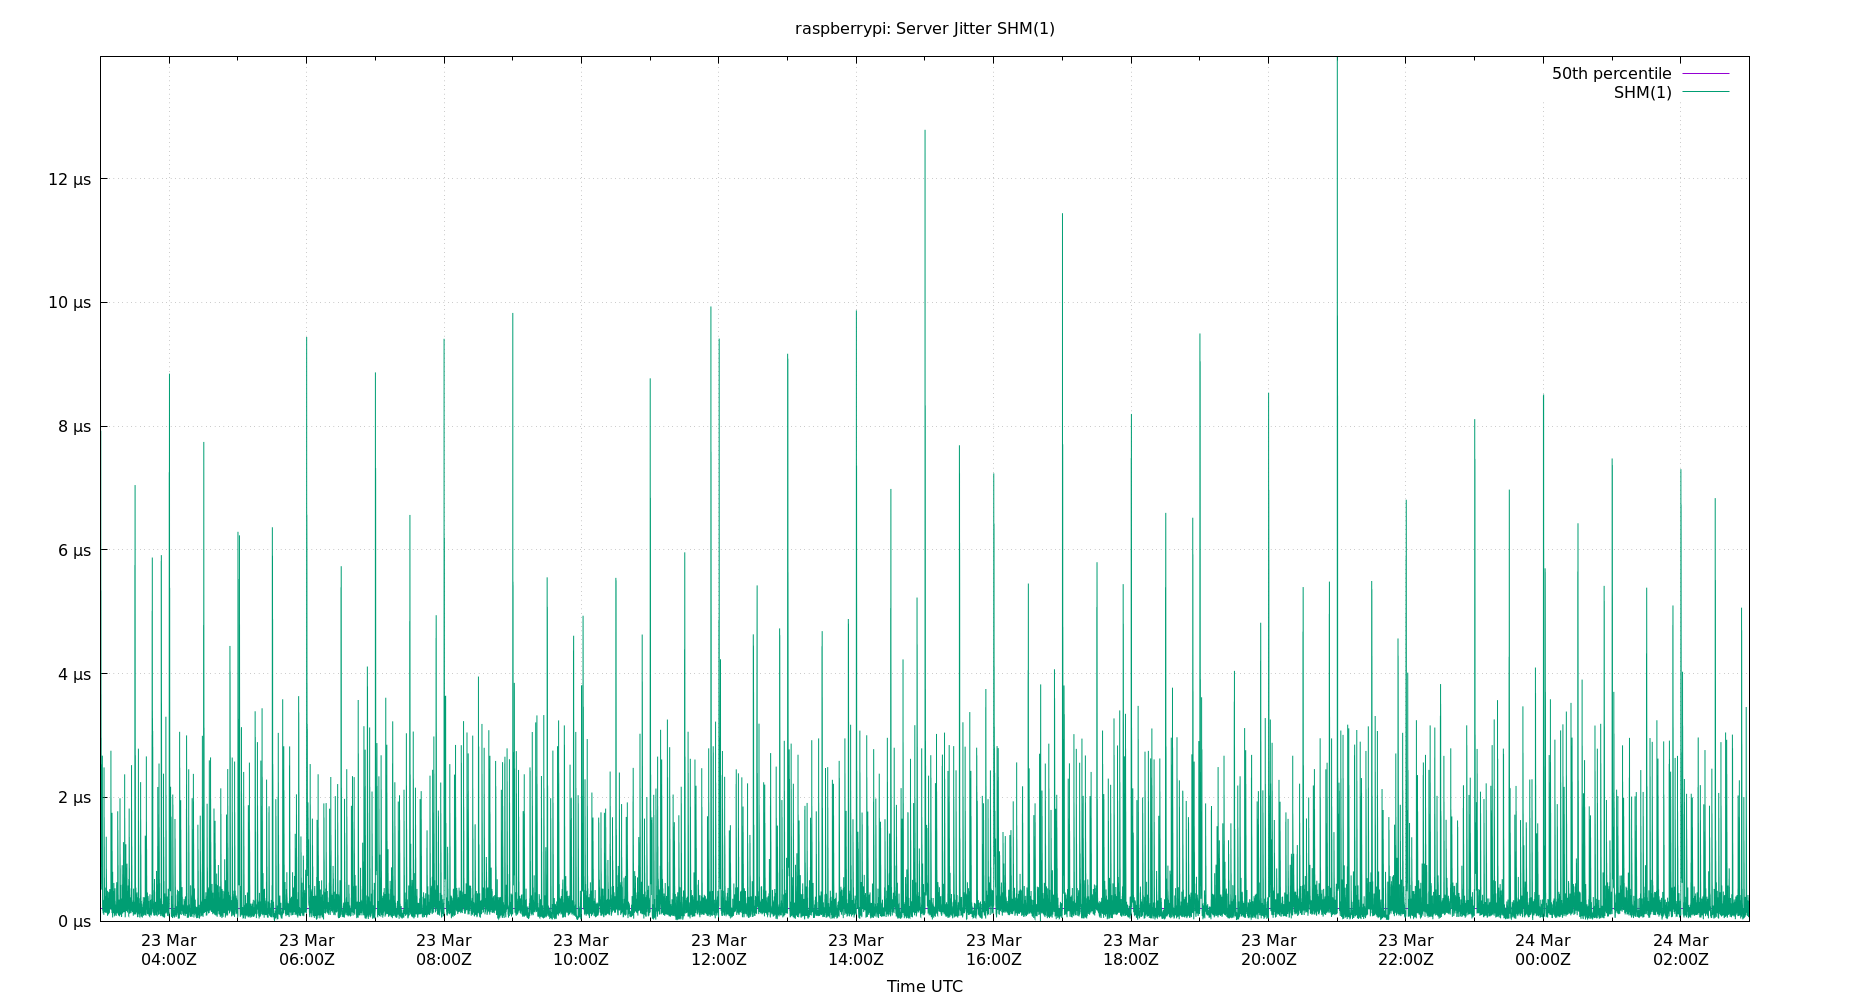 raspberrypi: Server Jitter SHM(1)
50th percentile
SHM(1)
12 µs
10 µs
8 µs
6 µs
4 µs
2 µs
0 µs
23 Mar 23 Mar 23 Mar 23 Mar 23 Mar 23 Mar 23 Mar 23 Mar 23 Mar 23 Mar 24 Mar 24 Mar
04:00Z 06:00Z 08:00Z 10:00Z 12:00Z 14:00Z 16:00Z 18:00Z 20:00Z 22:00Z 00:00Z 02:00Z
Time UTC